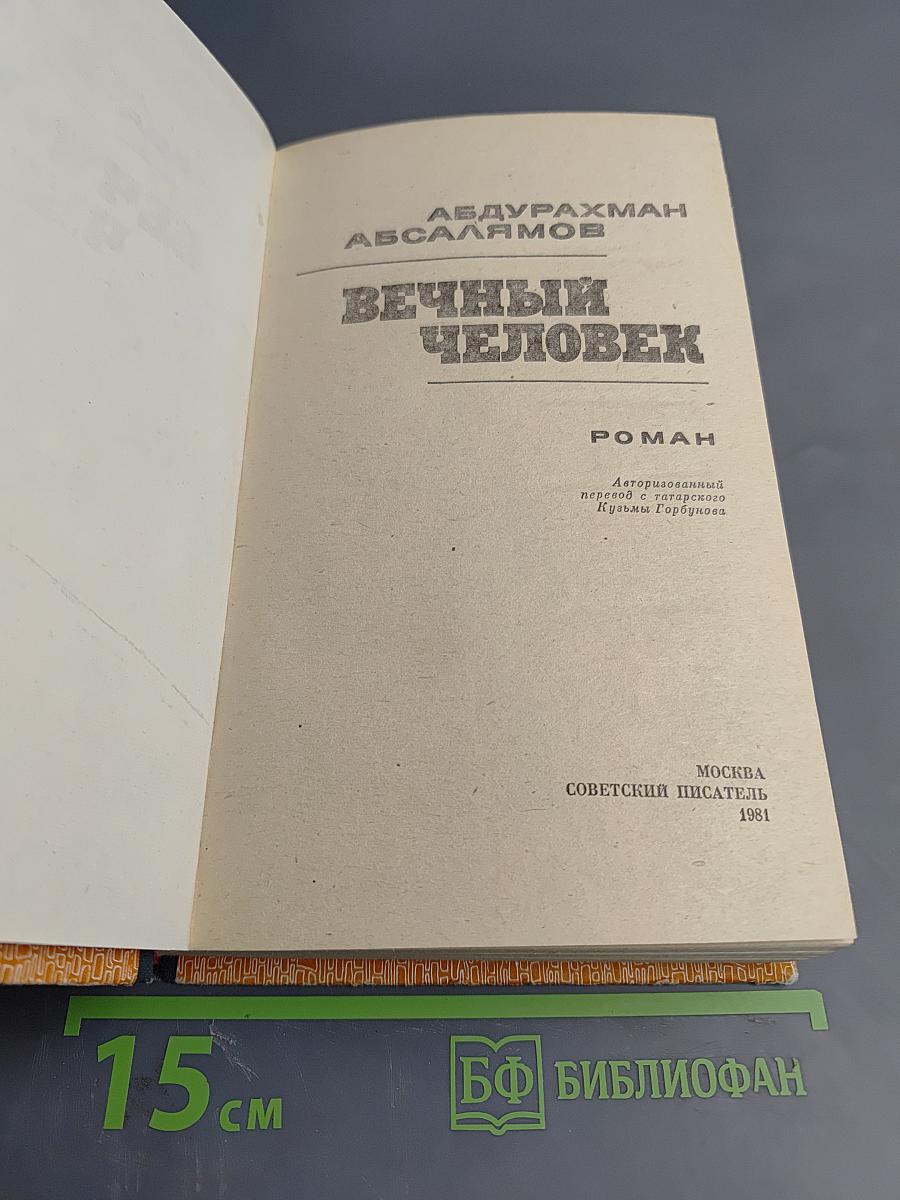 АБДУРАХМАН
АБСАЛЯМОВ
ВЕЧНЫЙ
ЧЕЛОВЕК
РОМАН
Авторизованный
перевод с татарского
Кузьмы Горбунова
МОСКВА
СОВЕТСКИЙ ПИСАТЕЛЬ
1981
15 см
БФ БИБЛИОФАН